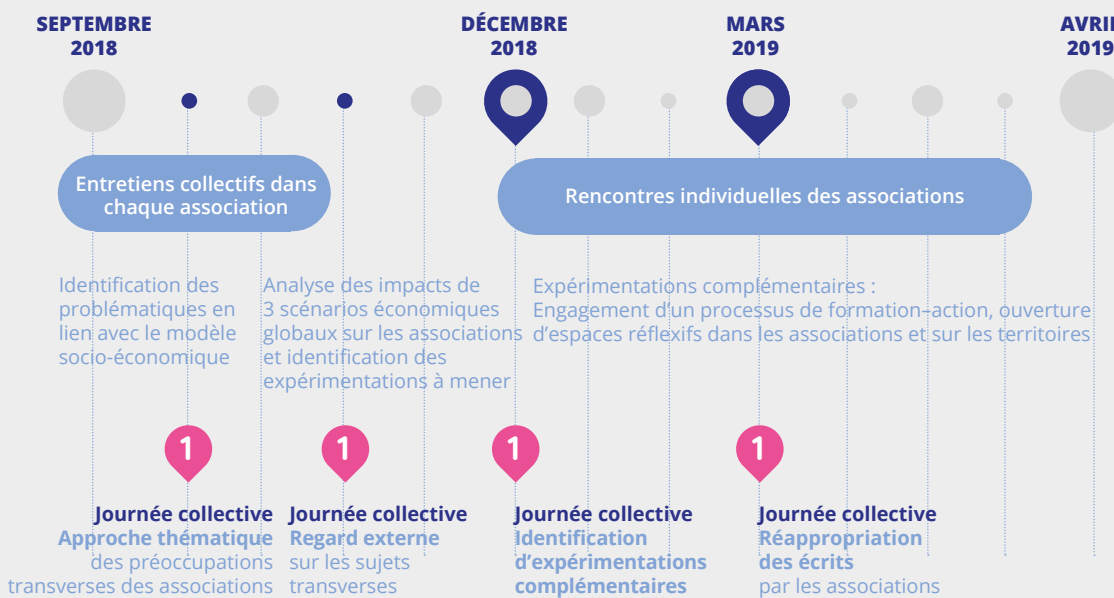 SEPTEMBRE
2018
DÉCEMBRE
2018
MARS
2019
AVRIL
2019
Entretiens collectifs dans
chaque association
Rencontres individuelles des associations
Identification des
problématiques en
lien avec le modèle
socio-économique
Analyse des impacts de
3 scénarios économiques
globaux sur les associations
et identification des
expérimentations à mener
Expérimentations complémentaires :
Engagement d’un processus de formation–action, ouverture
d’espaces réflexifs dans les associations et sur les territoires
1
1
1
1
Journée collective
Approche thématique
des préoccupations
transverses des associations
Journée collective
Regard externe
sur les sujets
transverses
Journée collective
Identification
d’expérimentations
complémentaires
Journée collective
Réappropriation
des écrits
par les associations